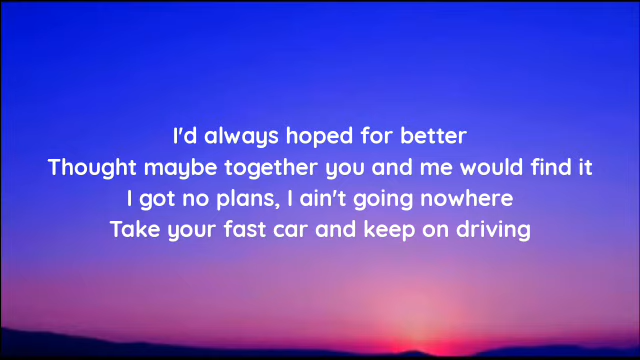 I'd always hoped for better
Thought maybe together you and me would find it
I got no plans, I ain't going nowhere
Take your fast car and keep on driving